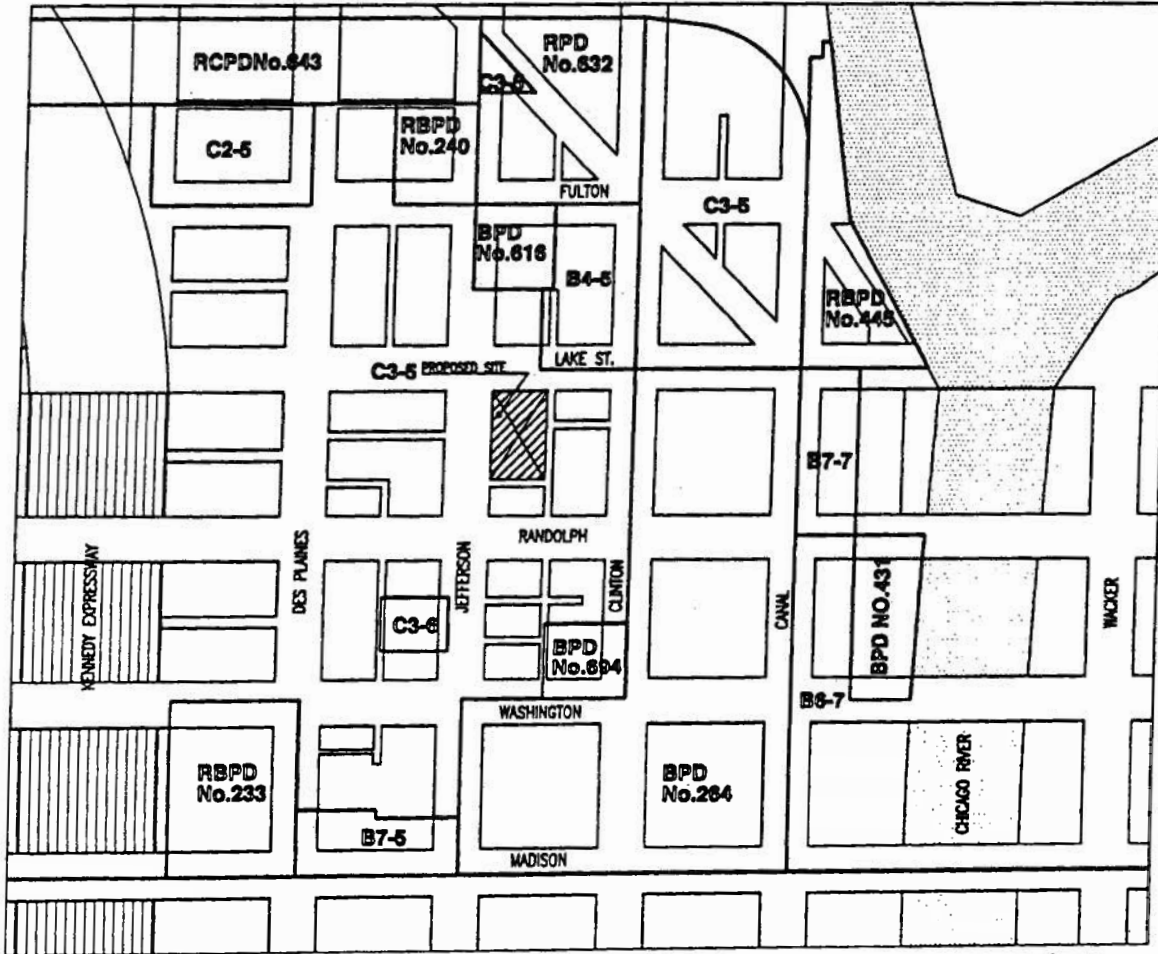 RCPDNo.643
RPD
No.632
C3-5
C2-5
RBPD
No.240
FULTON
C3-5
BPD
No.616
B4-5
RBPD
No.445
LAKE ST.
C3-5 PROPOSED SITE
B7-7
RANDOLPH
KENNEDY EXPRESSWAY
DES PLAINES
JEFFERSON
CLINTON
CANAL
BPD NO.431
WACKER
C3-6
BPD
No.694
B6-7
WASHINGTON
RBPD
No.233
BPD
No.264
CHICAGO RIVER
B7-5
MADISON